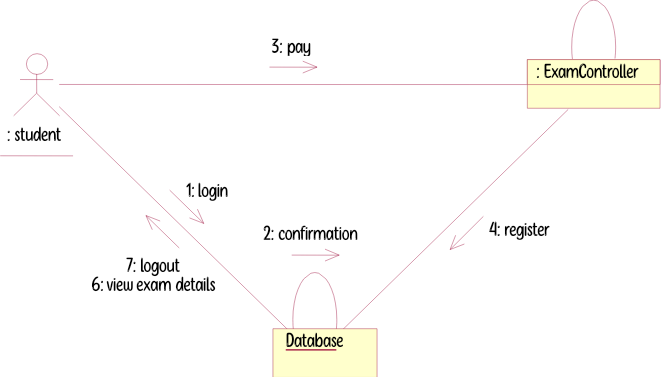 3: pay
: ExamController
: student
1: login
2: confirmation
4: register
7: logout
6: view exam details
Database